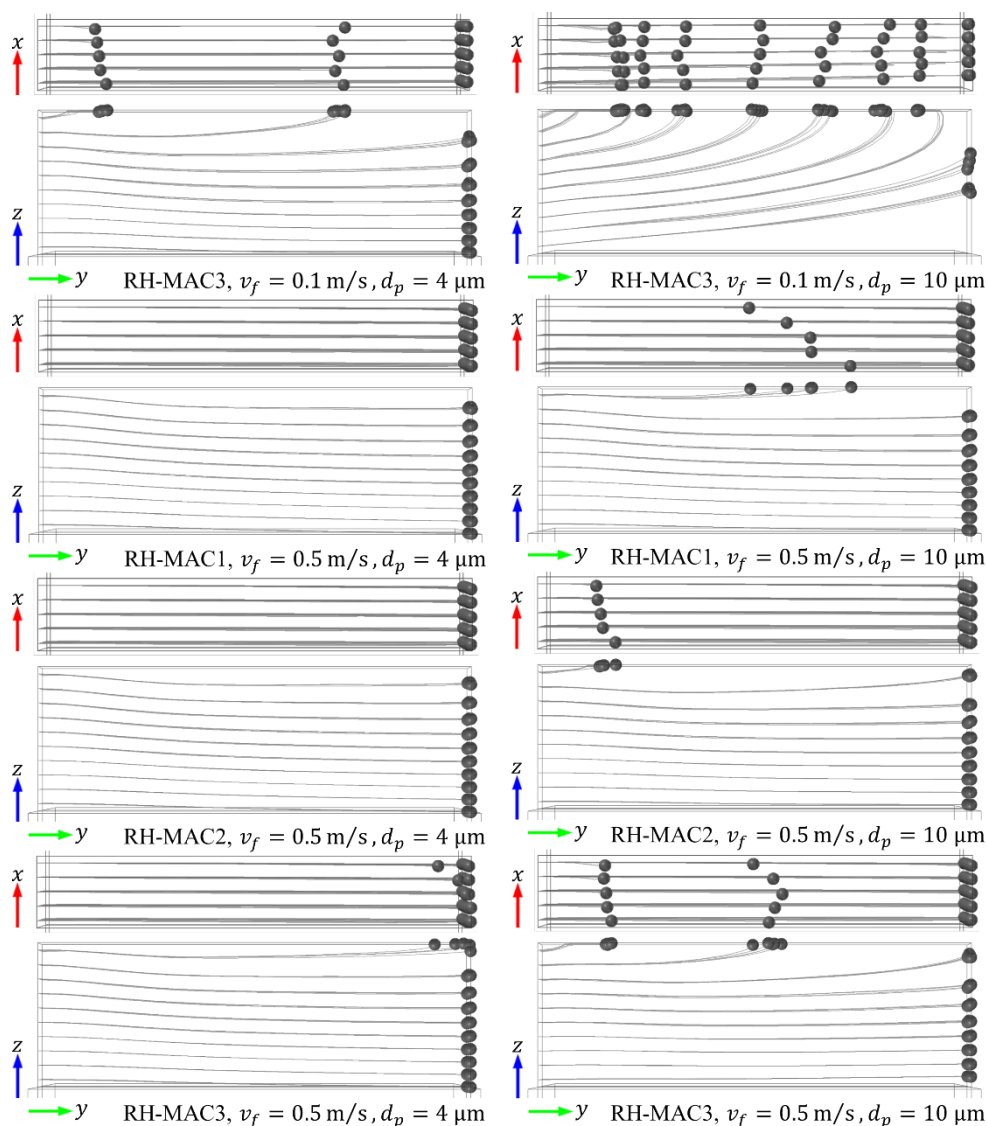 x
x
z
z
y RH-MAC3, v_f = 0.1 m/s , d_p = 4 μm
y RH-MAC3, v_f = 0.1 m/s , d_p = 10 μm
x
x
z
z
y RH-MAC1, v_f = 0.5 m/s , d_p = 4 μm
y RH-MAC1, v_f = 0.5 m/s , d_p = 10 μm
x
x
z
z
y RH-MAC2, v_f = 0.5 m/s , d_p = 4 μm
y RH-MAC2, v_f = 0.5 m/s , d_p = 10 μm
x
x
z
z
y RH-MAC3, v_f = 0.5 m/s , d_p = 4 μm
y RH-MAC3, v_f = 0.5 m/s , d_p = 10 μm